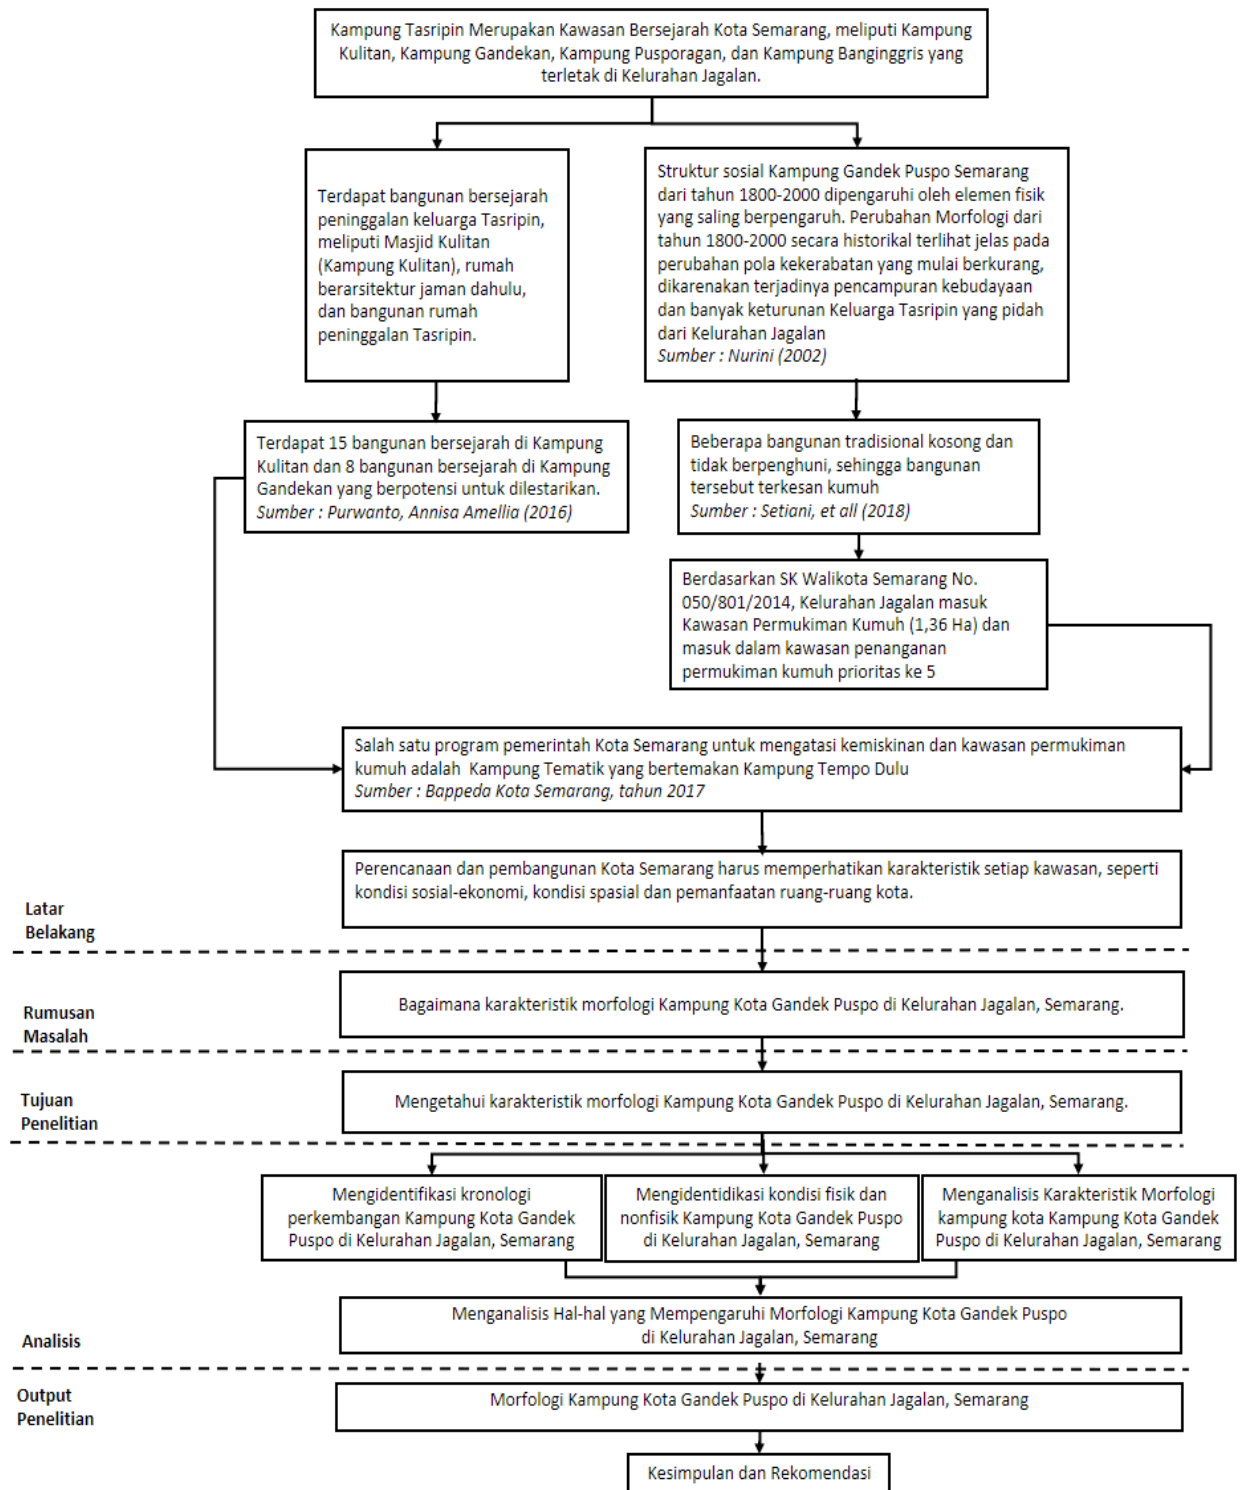 Kampung Tasripin Merupakan Kawasan Bersejarah Kota Semarang, meliputi Kampung
Kulitan, Kampung Gandekan, Kampung Pusporagan, dan Kampung Banginggris yang
terletak di Kelurahan Jagalan.
Terdapat bangunan bersejarah
peninggalan keluarga Tasripin,
meliputi Masjid Kulitan
(Kampung Kulitan), rumah
berarsitektur jaman dahulu,
dan bangunan rumah
peninggalan Tasripin.
Struktur sosial Kampung Gandek Puspo Semarang
dari tahun 1800-2000 dipengaruhi oleh elemen fisik
yang saling berpengaruh. Perubahan Morfologi dari
tahun 1800-2000 secara historikal terlihat jelas pada
perubahan pola kekerabatan yang mulai berkurang,
dikarenakan terjadinya pencampuran kebudayaan
dan banyak keturunan Keluarga Tasripin yang pidah
dari Kelurahan Jagalan
Sumber : Nurini (2002)
Terdapat 15 bangunan bersejarah di Kampung
Kulitan dan 8 bangunan bersejarah di Kampung
Gandekan yang berpotensi untuk dilestarikan.
Sumber : Purwanto, Annisa Amellia (2016)
Beberapa bangunan tradisional kosong dan
tidak berpenghuni, sehingga bangunan
tersebut terkesan kumuh
Sumber : Setiani, et all (2018)
Berdasarkan SK Walikota Semarang No.
050/801/2014, Kelurahan Jagalan masuk
Kawasan Permukiman Kumuh (1,36 Ha) dan
masuk dalam kawasan penanganan
permukiman kumuh prioritas ke 5
Salah satu program pemerintah Kota Semarang untuk mengatasi kemiskinan dan kawasan permukiman
kumuh adalah Kampung Tematik yang bertemakan Kampung Tempo Dulu
Sumber : Bappeda Kota Semarang, tahun 2017
Perencanaan dan pembangunan Kota Semarang harus memperhatikan karakteristik setiap kawasan, seperti
kondisi sosial-ekonomi, kondisi spasial dan pemanfaatan ruang-ruang kota.
Latar
Belakang
Rumusan
Masalah
Bagaimana karakteristik morfologi Kampung Kota Gandek Puspo di Kelurahan Jagalan, Semarang.
Tujuan
Penelitian
Mengetahui karakteristik morfologi Kampung Kota Gandek Puspo di Kelurahan Jagalan, Semarang.
Mengidentifikasi kronologi
perkembangan Kampung Kota Gandek
Puspo di Kelurahan Jagalan, Semarang
Mengidentidikasi kondisi fisik dan
nonfisik Kampung Kota Gandek Puspo
di Kelurahan Jagalan, Semarang
Menganalisis Karakteristik Morfologi
kampung kota Kampung Kota Gandek
Puspo di Kelurahan Jagalan, Semarang
Menganalisis Hal-hal yang Mempengaruhi Morfologi Kampung Kota Gandek Puspo
di Kelurahan Jagalan, Semarang
Analisis
Output
Penelitian
Morfologi Kampung Kota Gandek Puspo di Kelurahan Jagalan, Semarang
Kesimpulan dan Rekomendasi